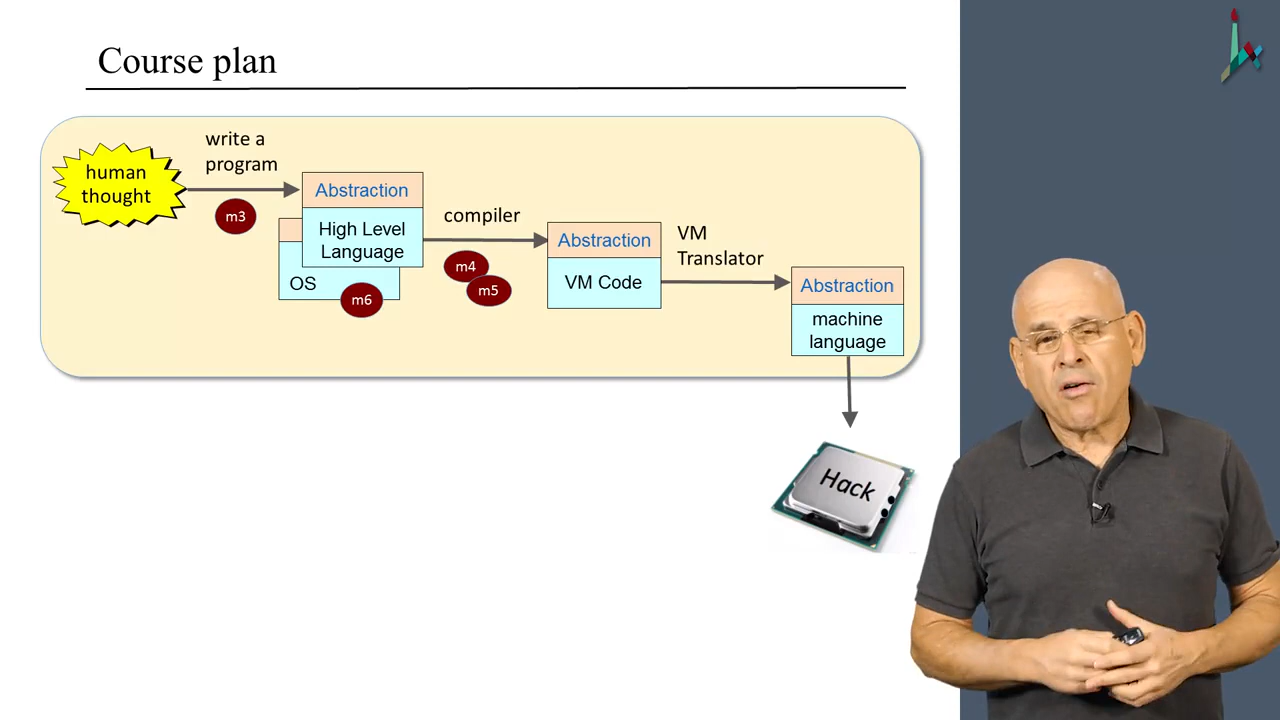 Course plan
human
thought
write a
program
m3
Abstraction
High Level
Language
OS
m6
compiler
m4
m5
Abstraction
VM Code
VM
Translator
Abstraction
machine
language
Hack